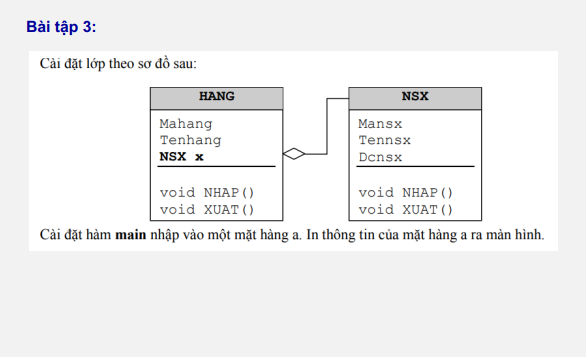 Bài tập 3:
Cài đặt lớp theo sơ đồ sau:
HANG
Mahang
Tenhang
NSX x
void NHAP()
void XUAT()
NSX
Mansx
Tennsx
Dcnsx
void NHAP()
void XUAT()
Cài đặt hàm main nhập vào một mặt hàng a. In thông tin của mặt hàng a ra màn hình.